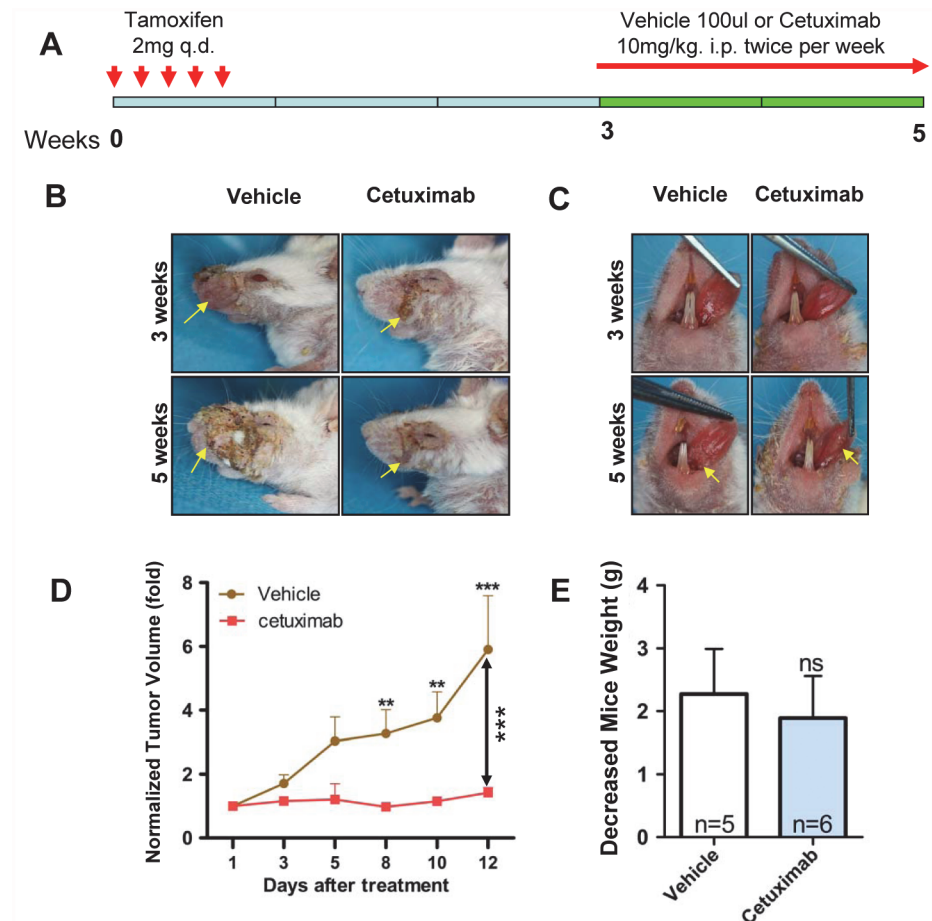 A
Tamoxifen
2mg q.d.
Vehicle 100ul or Cetuximab
10mg/kg. i.p. twice per week
Weeks 0 3 5
B
Vehicle Cetuximab
3 weeks
5 weeks
C
Vehicle Cetuximab
3 weeks
5 weeks
D
Normalized Tumor Volume (fold)
8
6
4
2
0
Vehicle
cetuximab
** ** ***
***
1 3 5 8 10 12
Days after treatment
E
Decreased Mice Weight (g)
4
3
2
1
0
ns
n=5 n=6
Vehicle Cetuximab